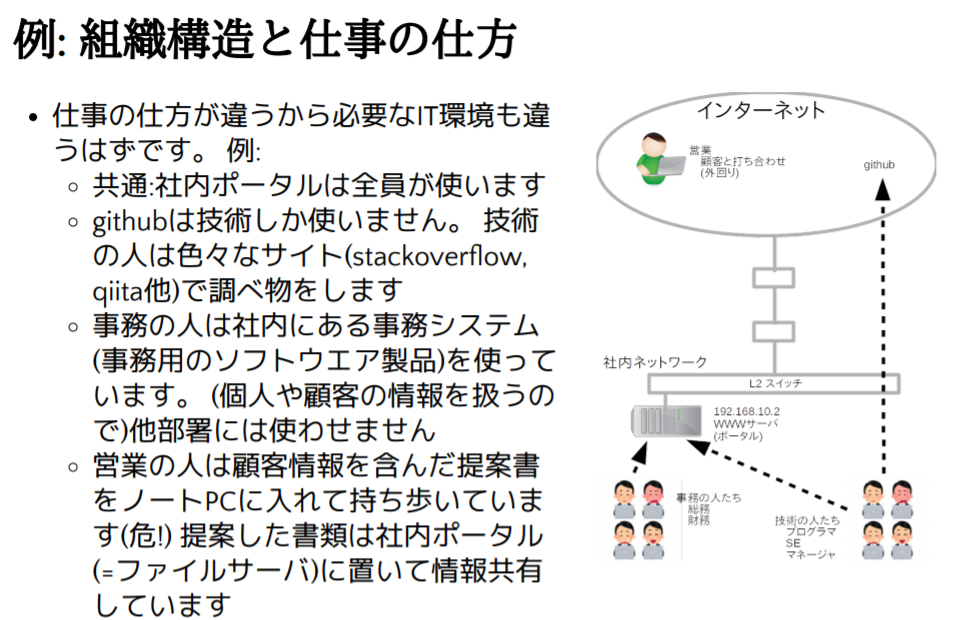 例: 組織構造と仕事の仕方
仕事の仕方が違うから必要なIT環境も違
うはずです。 例:
共通:社内ポータルは全員が使います
githubは技術しか使いません。 技術
の人は色々なサイト(stackoverflow,
qiita他)で調べ物をします
事務の人は社内にある事務システム
(事務用のソフトウエア製品)を使って
います。 (個人や顧客の情報を扱うの
で)他部署には使わせません
営業の人は顧客情報を含んだ提案書
をノートPCに入れて持ち歩いていま
す(危!) 提案した書類は社内ポータル
(=ファイルサーバ)に置いて情報共有
しています
インターネット
営業
顧客と打ち合わせ
(外回り)
github
社内ネットワーク
L2 スイッチ
192.168.10.2
WWWサーバ
(ポータル)
事務の人たち
総務
財務
技術の人たち
プログラマ
SE
マネージャ